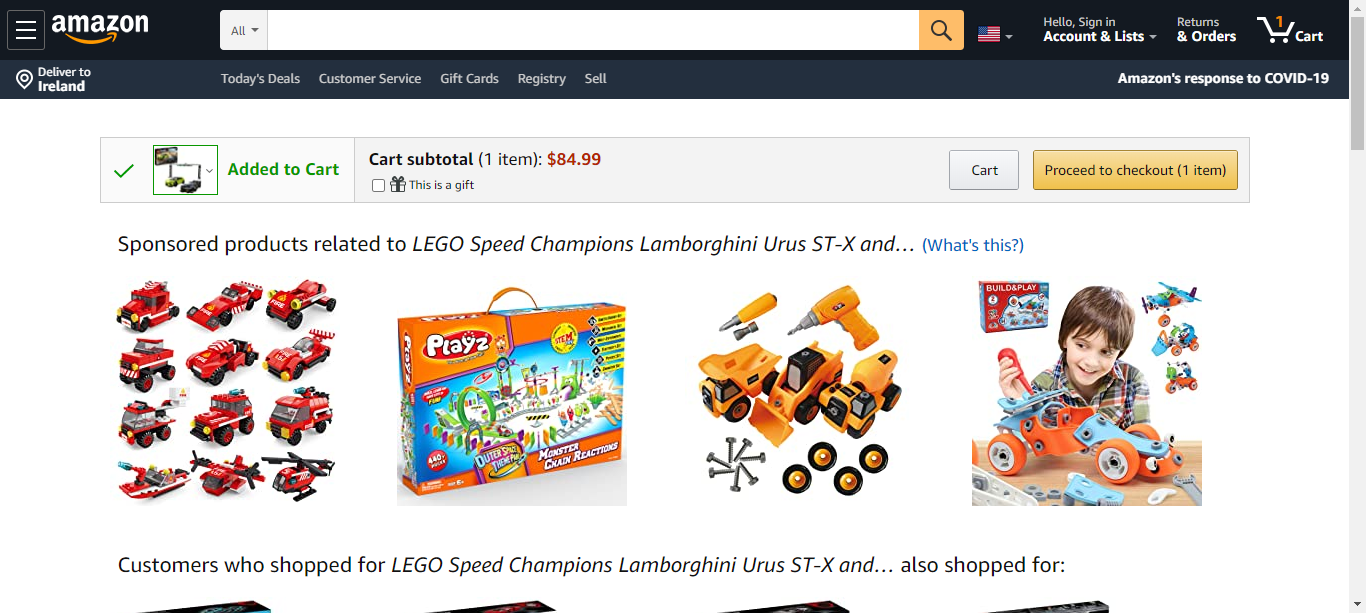 amazon
All
Hello, Sign in
Account & Lists
Returns
& Orders
1
Cart
Deliver to
Ireland
Today's Deals
Customer Service
Gift Cards
Registry
Sell
Amazon's response to COVID-19
Added to Cart
Cart subtotal (1 item): $84.99
This is a gift
Cart
Proceed to checkout (1 item)
Sponsored products related to LEGO Speed Champions Lamborghini Urus ST-X and… (What's this?)
FIRE
Playz
STEM
FUN!
440+
OUTER SPACE
THEME PARK
MONSTER
CHAIN REACTIONS
BUILD&PLAY
Customers who shopped for LEGO Speed Champions Lamborghini Urus ST-X and… also shopped for: